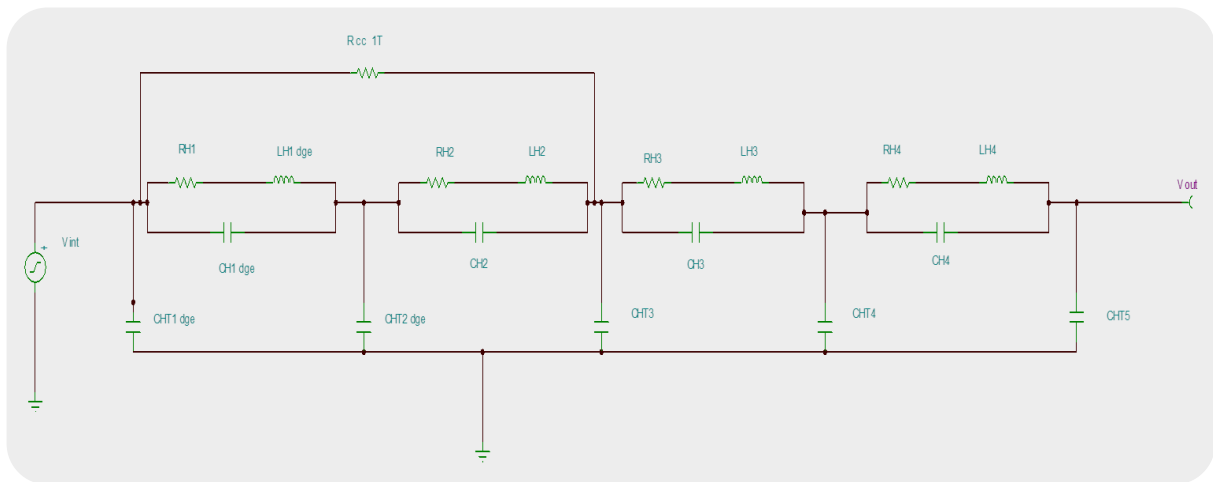 Rcc 1T
RH1
LH1 dge
RH2
LH2
RH3
LH3
RH4
LH4
Vout
+
Vint
CH1 dge
CH2
CH3
CH4
CHT1 dge
CHT2 dge
CHT3
CHT4
CHT5